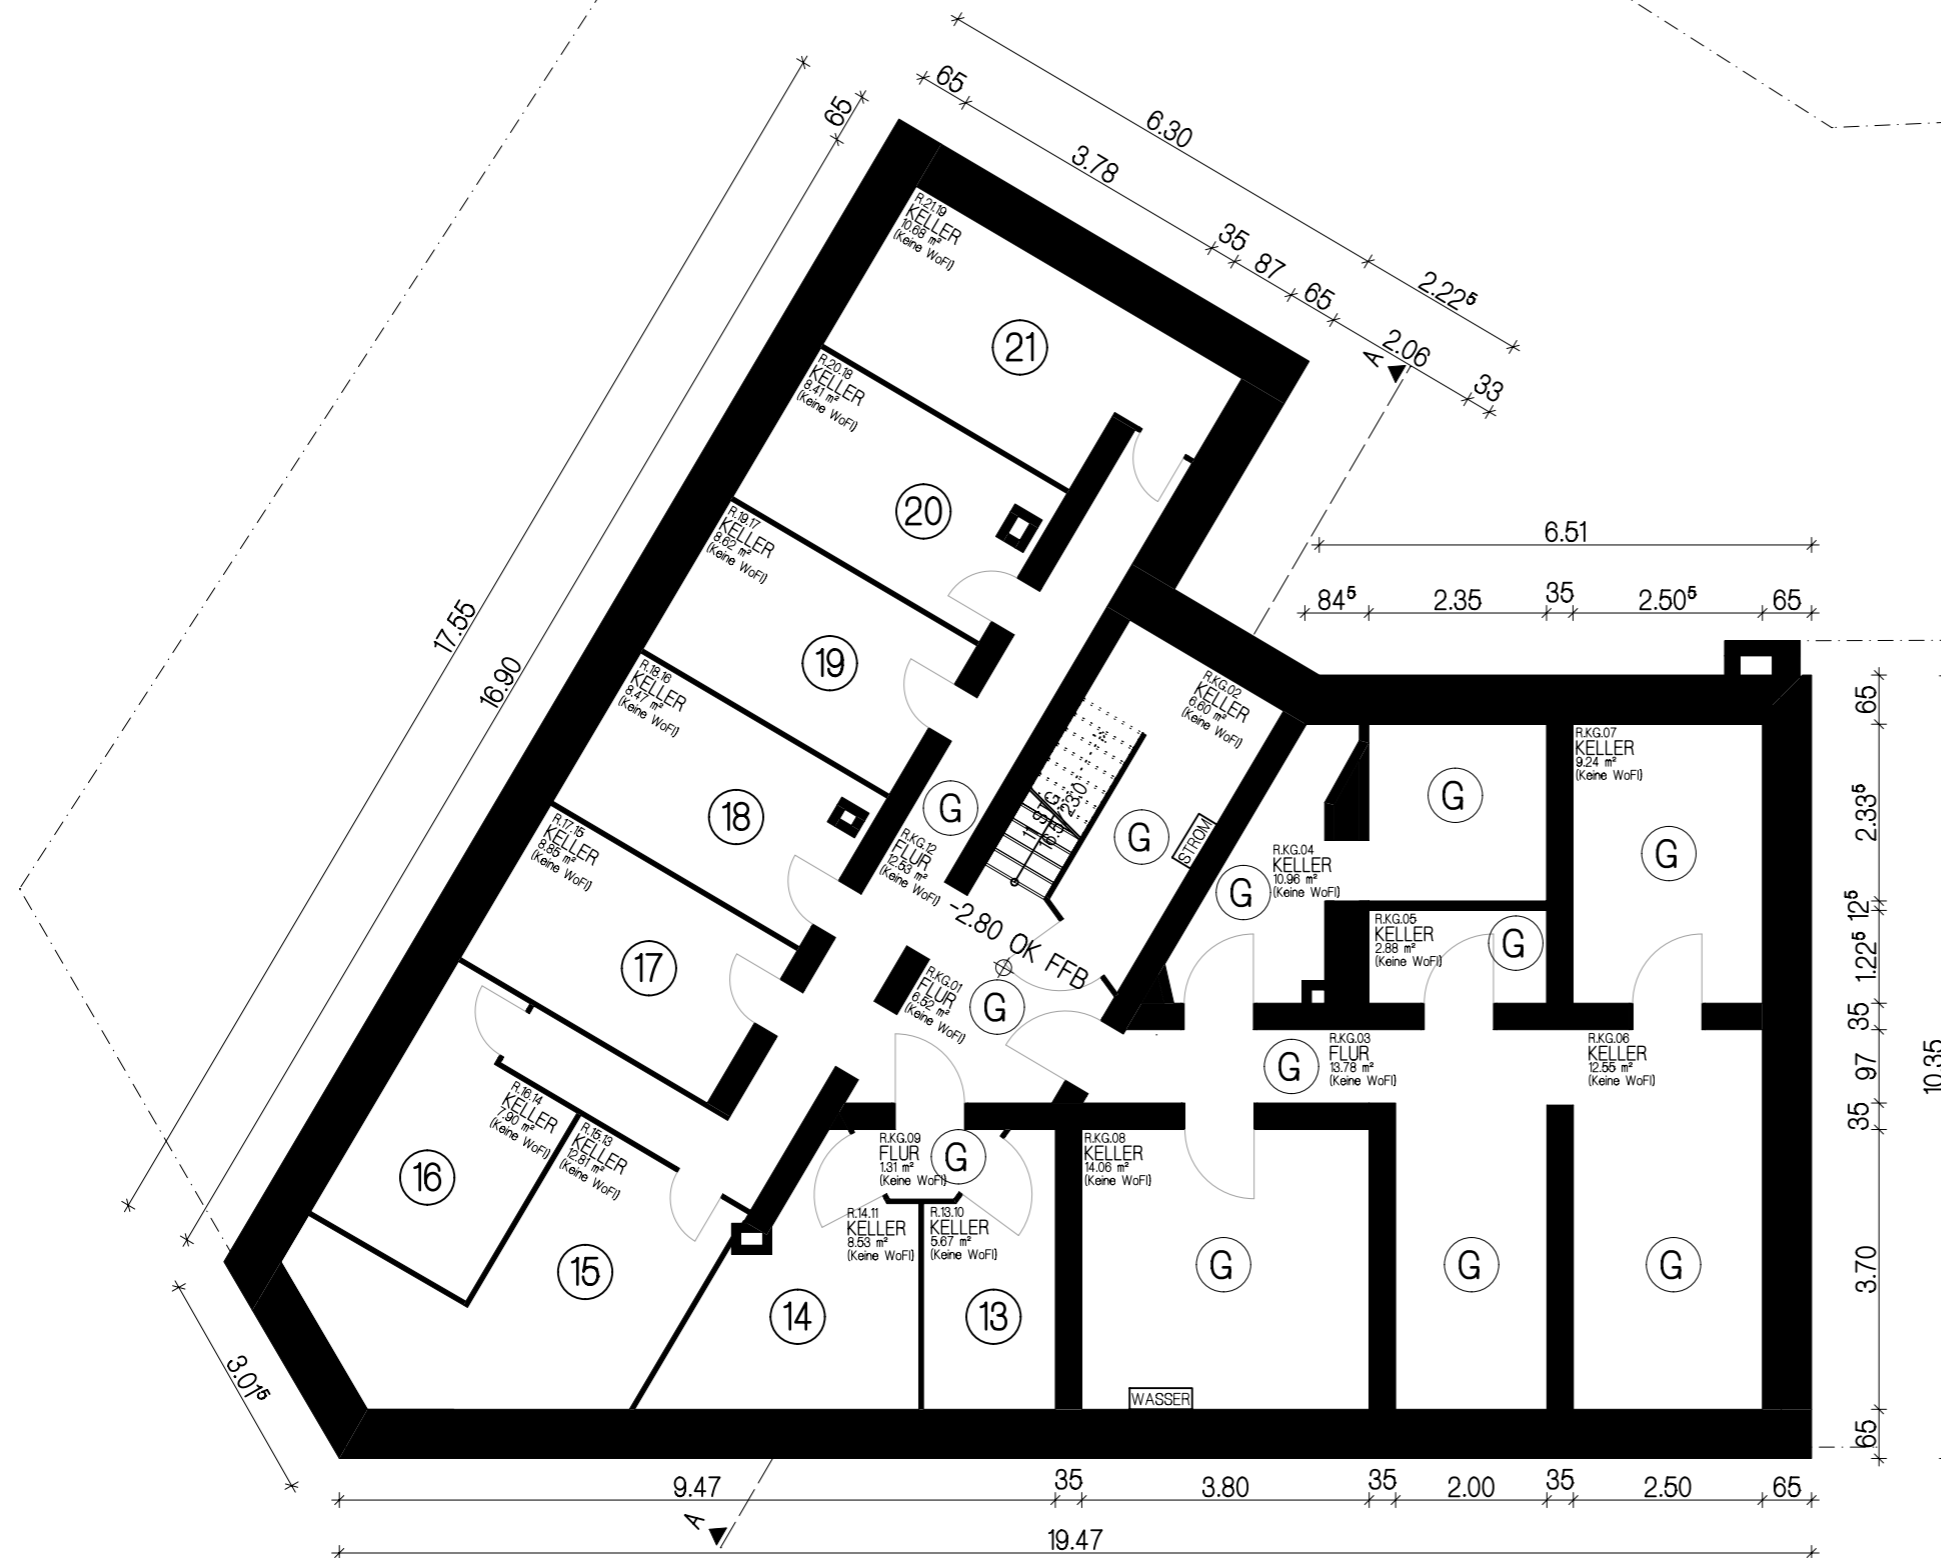 65
6.30
3.78
65
35
87
65
2.22⁵
2.06
33
A
17.55
16.90
R.21.19
KELLER
10.68 m²
(Keine WoFl)
21
R.20.18
KELLER
8.41 m²
(Keine WoFl)
20
R.19.17
KELLER
8.62 m²
(Keine WoFl)
19
R.18.16
KELLER
8.47 m²
(Keine WoFl)
18
R.17.15
KELLER
8.85 m²
(Keine WoFl)
17
R.16.14
KELLER
7.90 m²
(Keine WoFl)
16
R.15.13
KELLER
12.81 m²
(Keine WoFl)
15
R.14.11
KELLER
8.53 m²
(Keine WoFl)
14
R.13.10
KELLER
5.67 m²
(Keine WoFl)
13
R.KG.09
FLUR
1.31 m²
(Keine WoFl)
G
R.KG.12
FLUR
12.53 m²
(Keine WoFl)
G
R.KG.01
FLUR
6.52 m²
(Keine WoFl)
G
-2.80 OK FFB
R.KG.02
KELLER
6.60 m²
(Keine WoFl)
G
STROM
R.KG.04
KELLER
10.96 m²
(Keine WoFl)
G
G
R.KG.05
KELLER
2.88 m²
(Keine WoFl)
G
R.KG.07
KELLER
9.24 m²
(Keine WoFl)
G
R.KG.03
FLUR
13.78 m²
(Keine WoFl)
G
R.KG.06
KELLER
12.55 m²
(Keine WoFl)
G
G
R.KG.08
KELLER
14.06 m²
(Keine WoFl)
G
WASSER
6.51
84⁵
2.35
35
2.50⁵
65
65
2.33⁵
12⁵
1.22⁵
35
97
35
3.70
65
10.35
3.01⁵
9.47
35
3.80
35
2.00
35
2.50
65
A
19.47